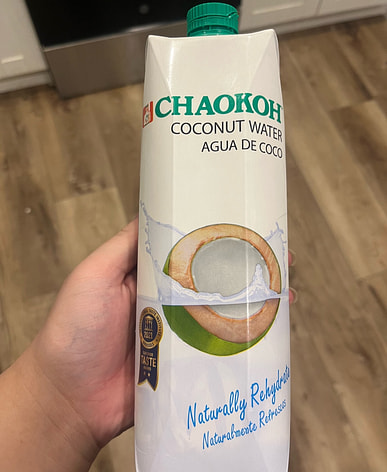 CHAOKOH
COCONUT WATER
AGUA DE COCO
TASTE
Naturally Rehydrate
Naturalmente Refrescas